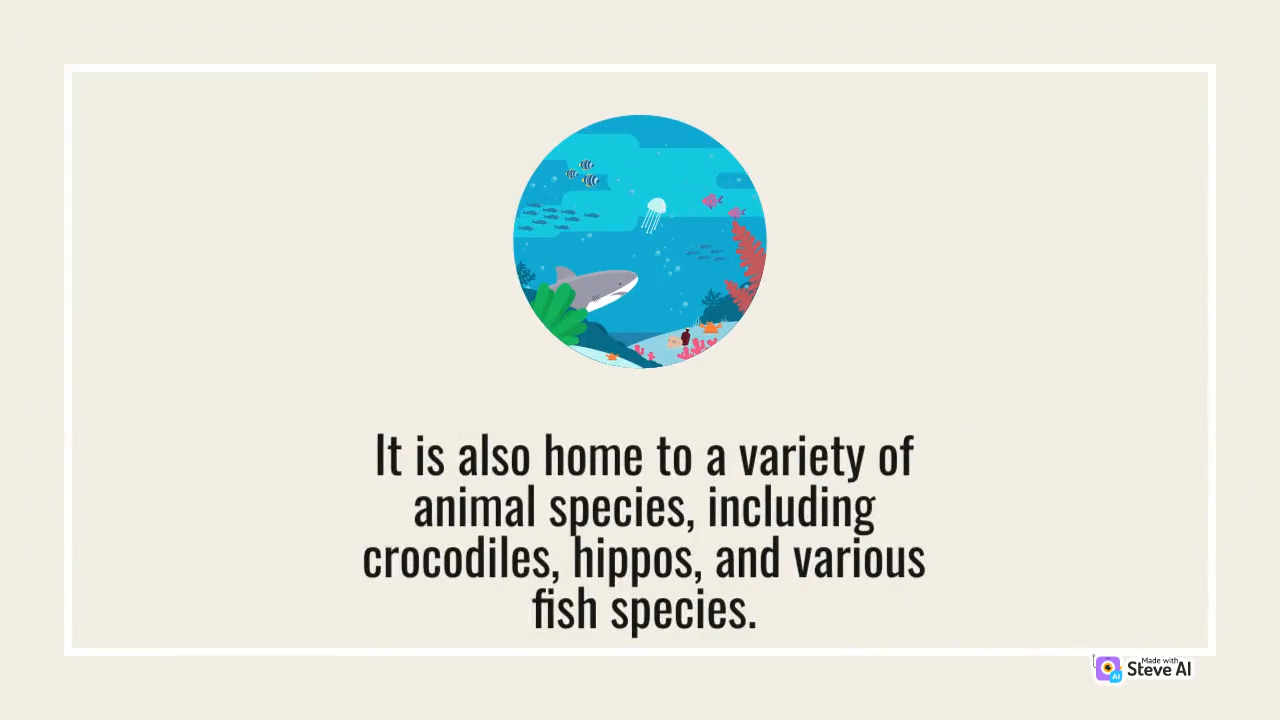 It is also home to a variety of
animal species, including
crocodiles, hippos, and various
fish species.
Made with
Steve AI
AI